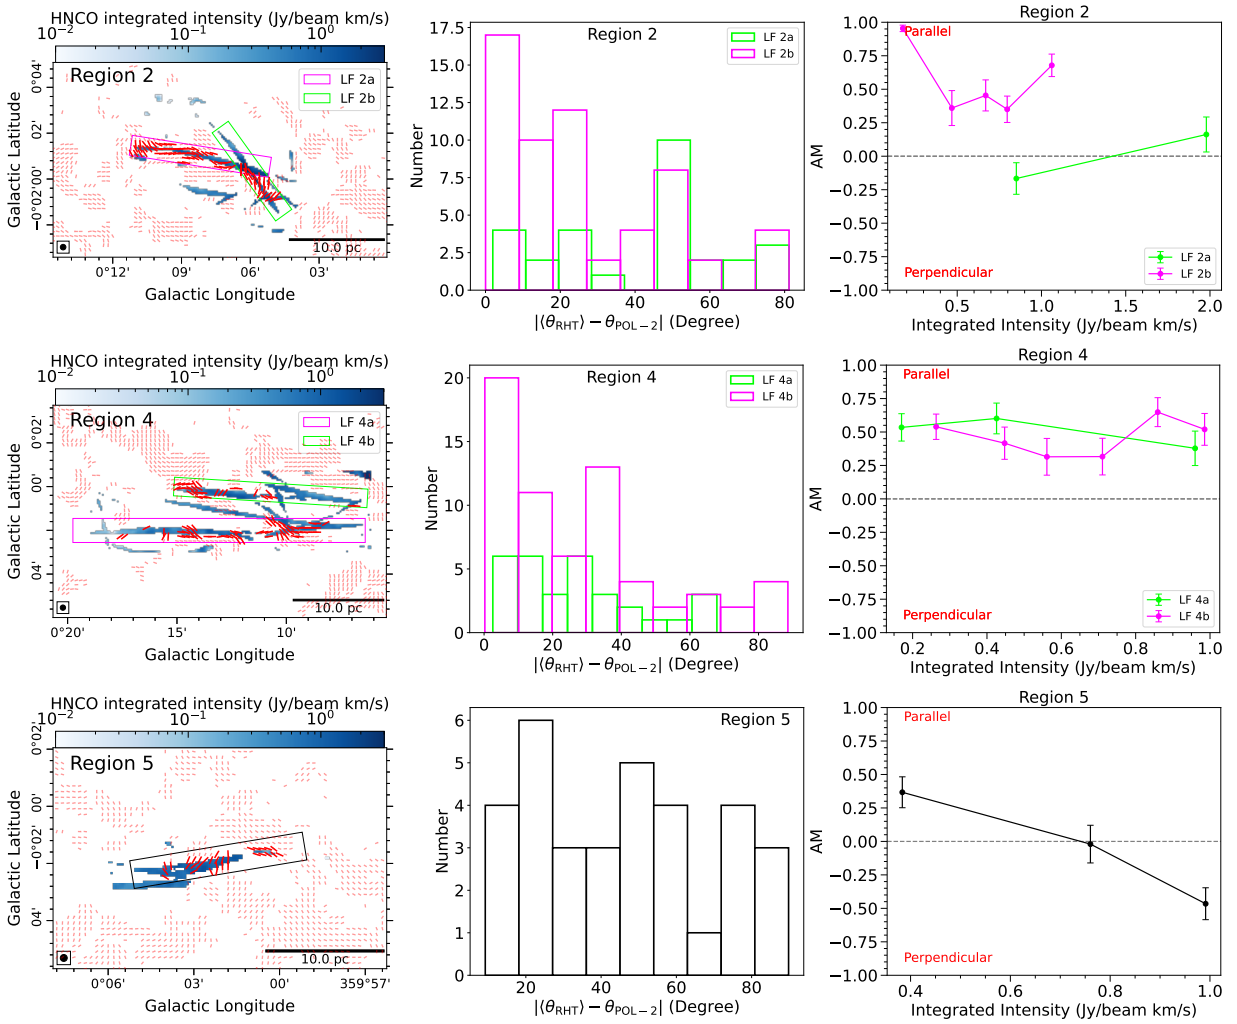 HNCO integrated intensity (Jy/beam km/s)
10⁻² 10⁻¹ 10⁰
Region 2
LF 2a
LF 2b
0°04'
02'
00'
−0°02'00'
Galactic Latitude
10.0 pc
0°12' 09' 06' 03'
Galactic Longitude
Region 2
LF 2a
LF 2b
17.5
15.0
12.5
10.0
7.5
5.0
2.5
0.0
Number
0 20 40 60 80
|⟨θRHT⟩ − θPOL−2| (Degree)
Region 2
1.00
0.75
0.50
0.25
0.00
−0.25
−0.50
−0.75
−1.00
AM
Parallel
Perpendicular
LF 2a
LF 2b
0.5 1.0 1.5 2.0
Integrated Intensity (Jy/beam km/s)
HNCO integrated intensity (Jy/beam km/s)
10⁻² 10⁻¹ 10⁰
Region 4
LF 4a
LF 4b
0°02'
00'
−0°02'
04'
Galactic Latitude
10.0 pc
0°20' 15' 10'
Galactic Longitude
Region 4
LF 4a
LF 4b
20
15
10
5
0
Number
0 20 40 60 80
|⟨θRHT⟩ − θPOL−2| (Degree)
Region 4
1.00
0.75
0.50
0.25
0.00
−0.25
−0.50
−0.75
−1.00
AM
Parallel
Perpendicular
LF 4a
LF 4b
0.2 0.4 0.6 0.8 1.0
Integrated Intensity (Jy/beam km/s)
HNCO integrated intensity (Jy/beam km/s)
10⁻² 10⁻¹ 10⁰
Region 5
0°02'
00'
−0°02'
04'
Galactic Latitude
10.0 pc
0°06' 03' 00' 359°57'
Galactic Longitude
Region 5
6
5
4
3
2
1
0
Number
20 40 60 80
|⟨θRHT⟩ − θPOL−2| (Degree)
Region 5
1.00
0.75
0.50
0.25
0.00
−0.25
−0.50
−0.75
−1.00
AM
Parallel
Perpendicular
0.4 0.6 0.8 1.0
Integrated Intensity (Jy/beam km/s)